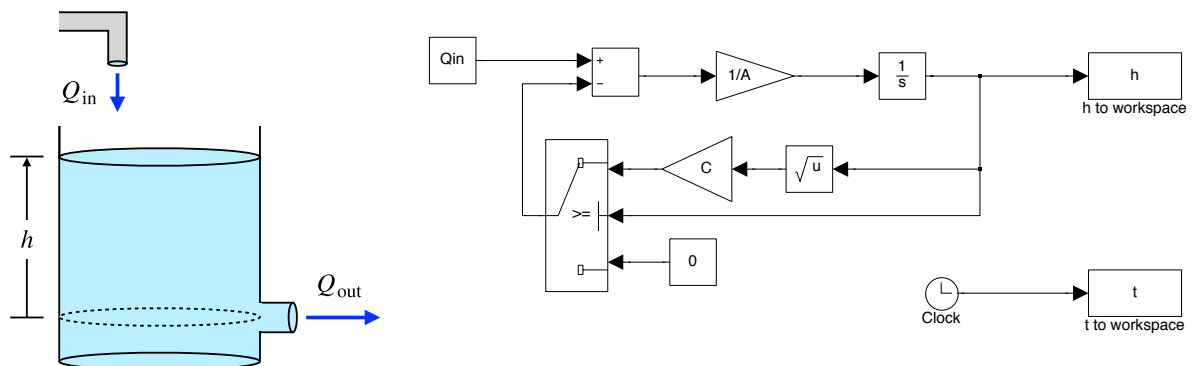 Q_in
h
Q_out
Qin
+
−
1/A
1
s
h
h to workspace
C
√u
>=
0
Clock
t
t to workspace